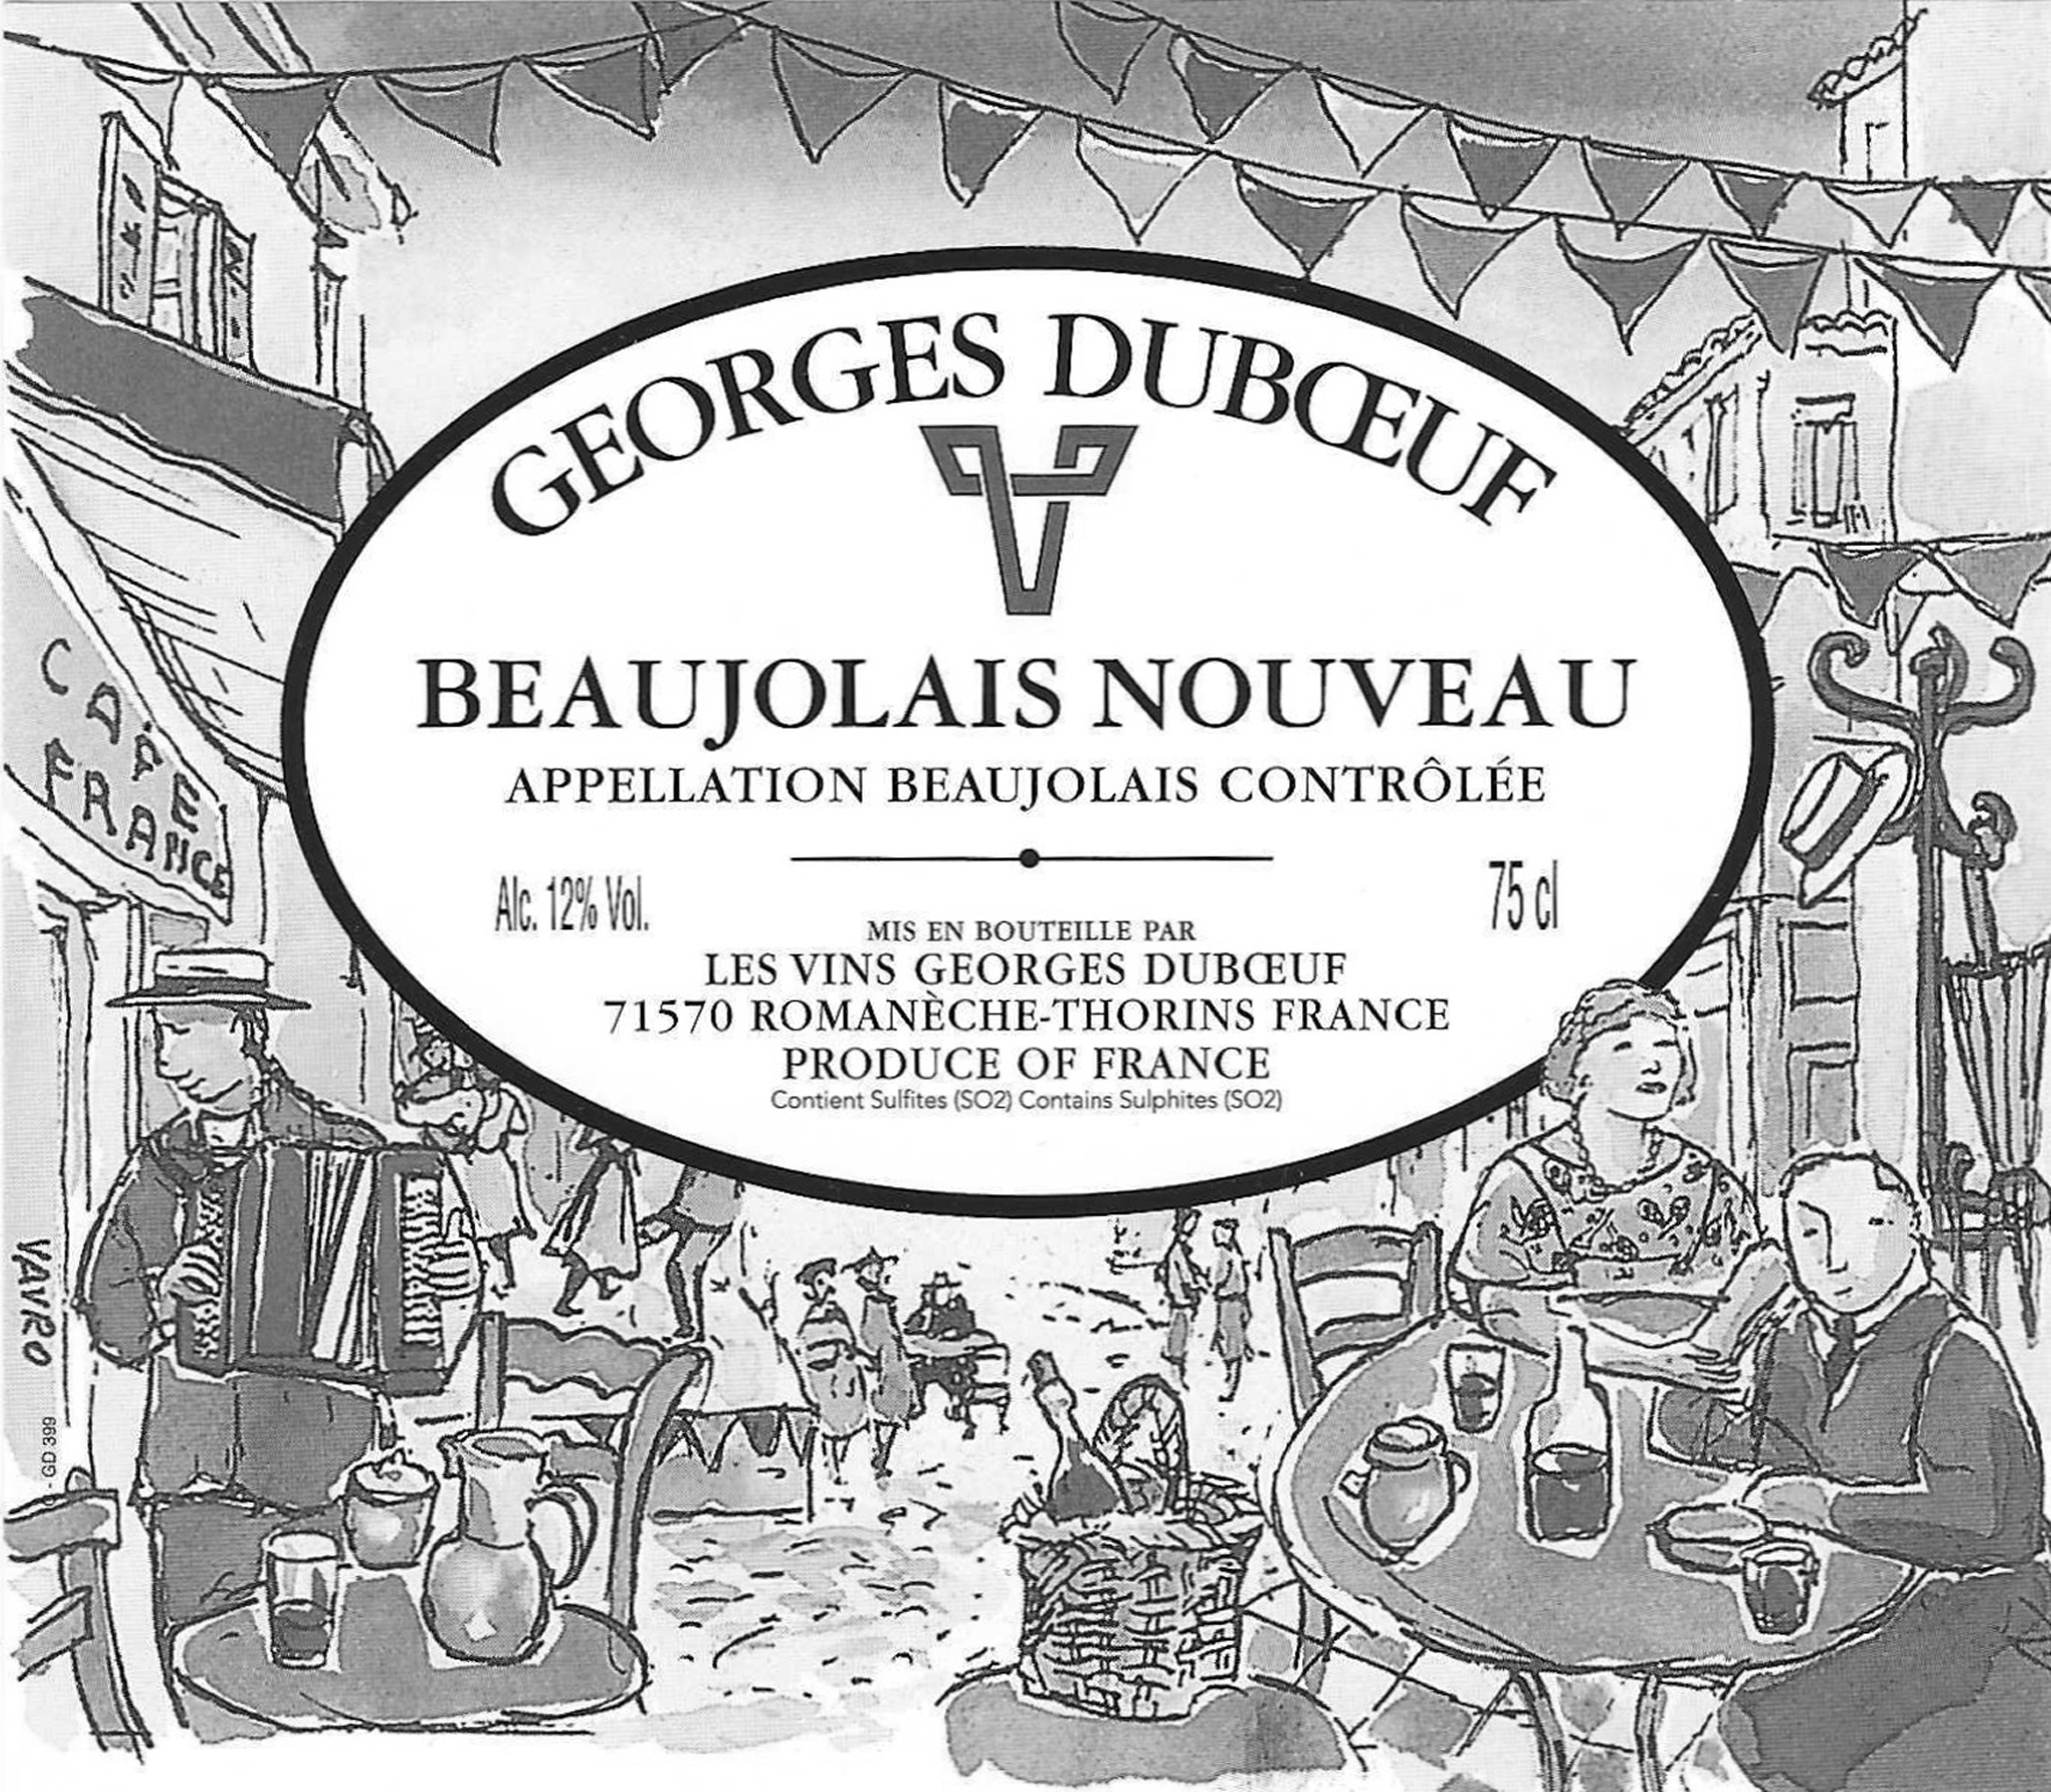 GEORGES DUBŒUF
BEAUJOLAIS NOUVEAU
APPELLATION BEAUJOLAIS CONTRÔLÉE
Alc. 12% Vol.
75 cl
MIS EN BOUTEILLE PAR
LES VINS GEORGES DUBŒUF
71570 ROMANÈCHE-THORINS FRANCE
PRODUCE OF FRANCE
Contient Sulfites (SO2) Contains Sulphites (SO2)
CAFE
FRANCE
VAVRO
GD 399